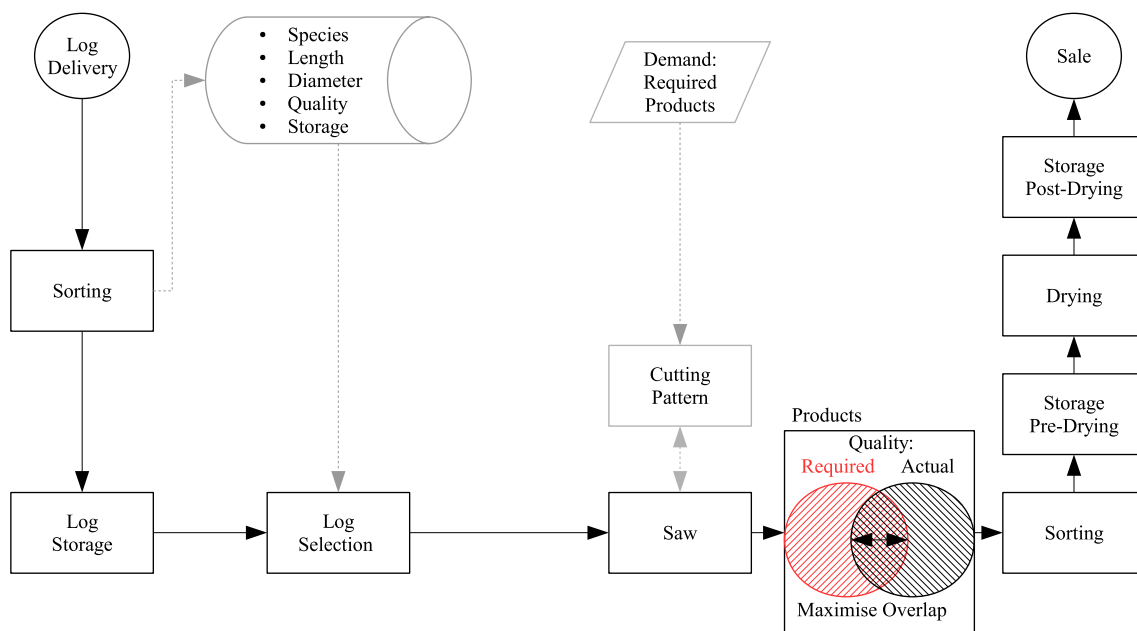 Log
Delivery
• Species
• Length
• Diameter
• Quality
• Storage
Demand:
Required
Products
Sale
Storage
Post-Drying
Sorting
Drying
Cutting
Pattern
Storage
Pre-Drying
Products
Quality:
Required Actual
Log
Storage
Log
Selection
Saw
Sorting
Maximise Overlap